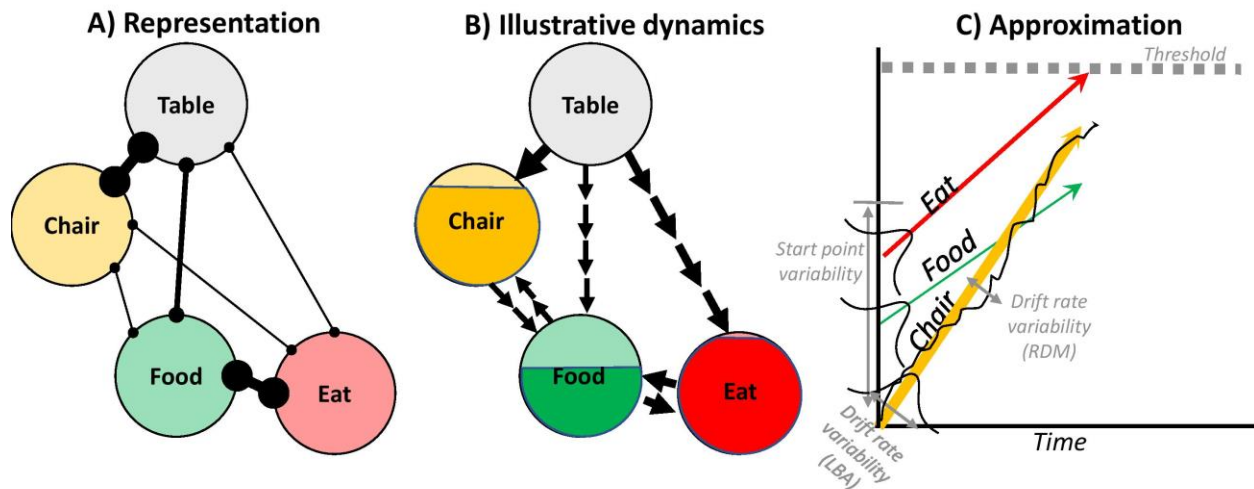 A) Representation
Table
Chair
Food
Eat
B) Illustrative dynamics
Table
Chair
Food
Eat
C) Approximation
Threshold
Eat
Food
Chair
Start point
variability
Drift rate
variability
(RDM)
Drift rate
variability
(LBA)
Time